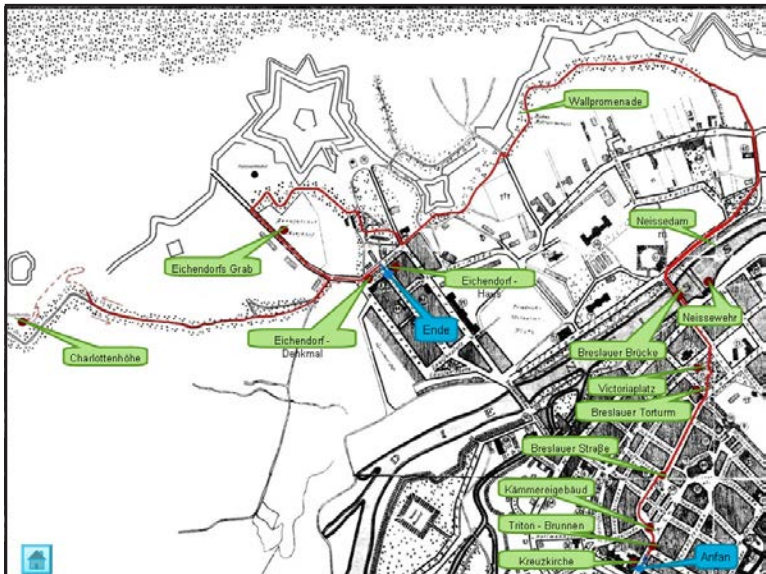 Wallpromenade
Neissedam
m
Eichendorfs Grab
Eichendorf -
Haus
Neissewehr
Ende
Eichendorf -
Denkmal
Charlottenhöhe
Breslauer Brücke
Victoriaplatz
Breslauer Torturm
Breslauer Straße
Kämmereigebäud
Triton - Brunnen
Kreuzkirche
Anfan